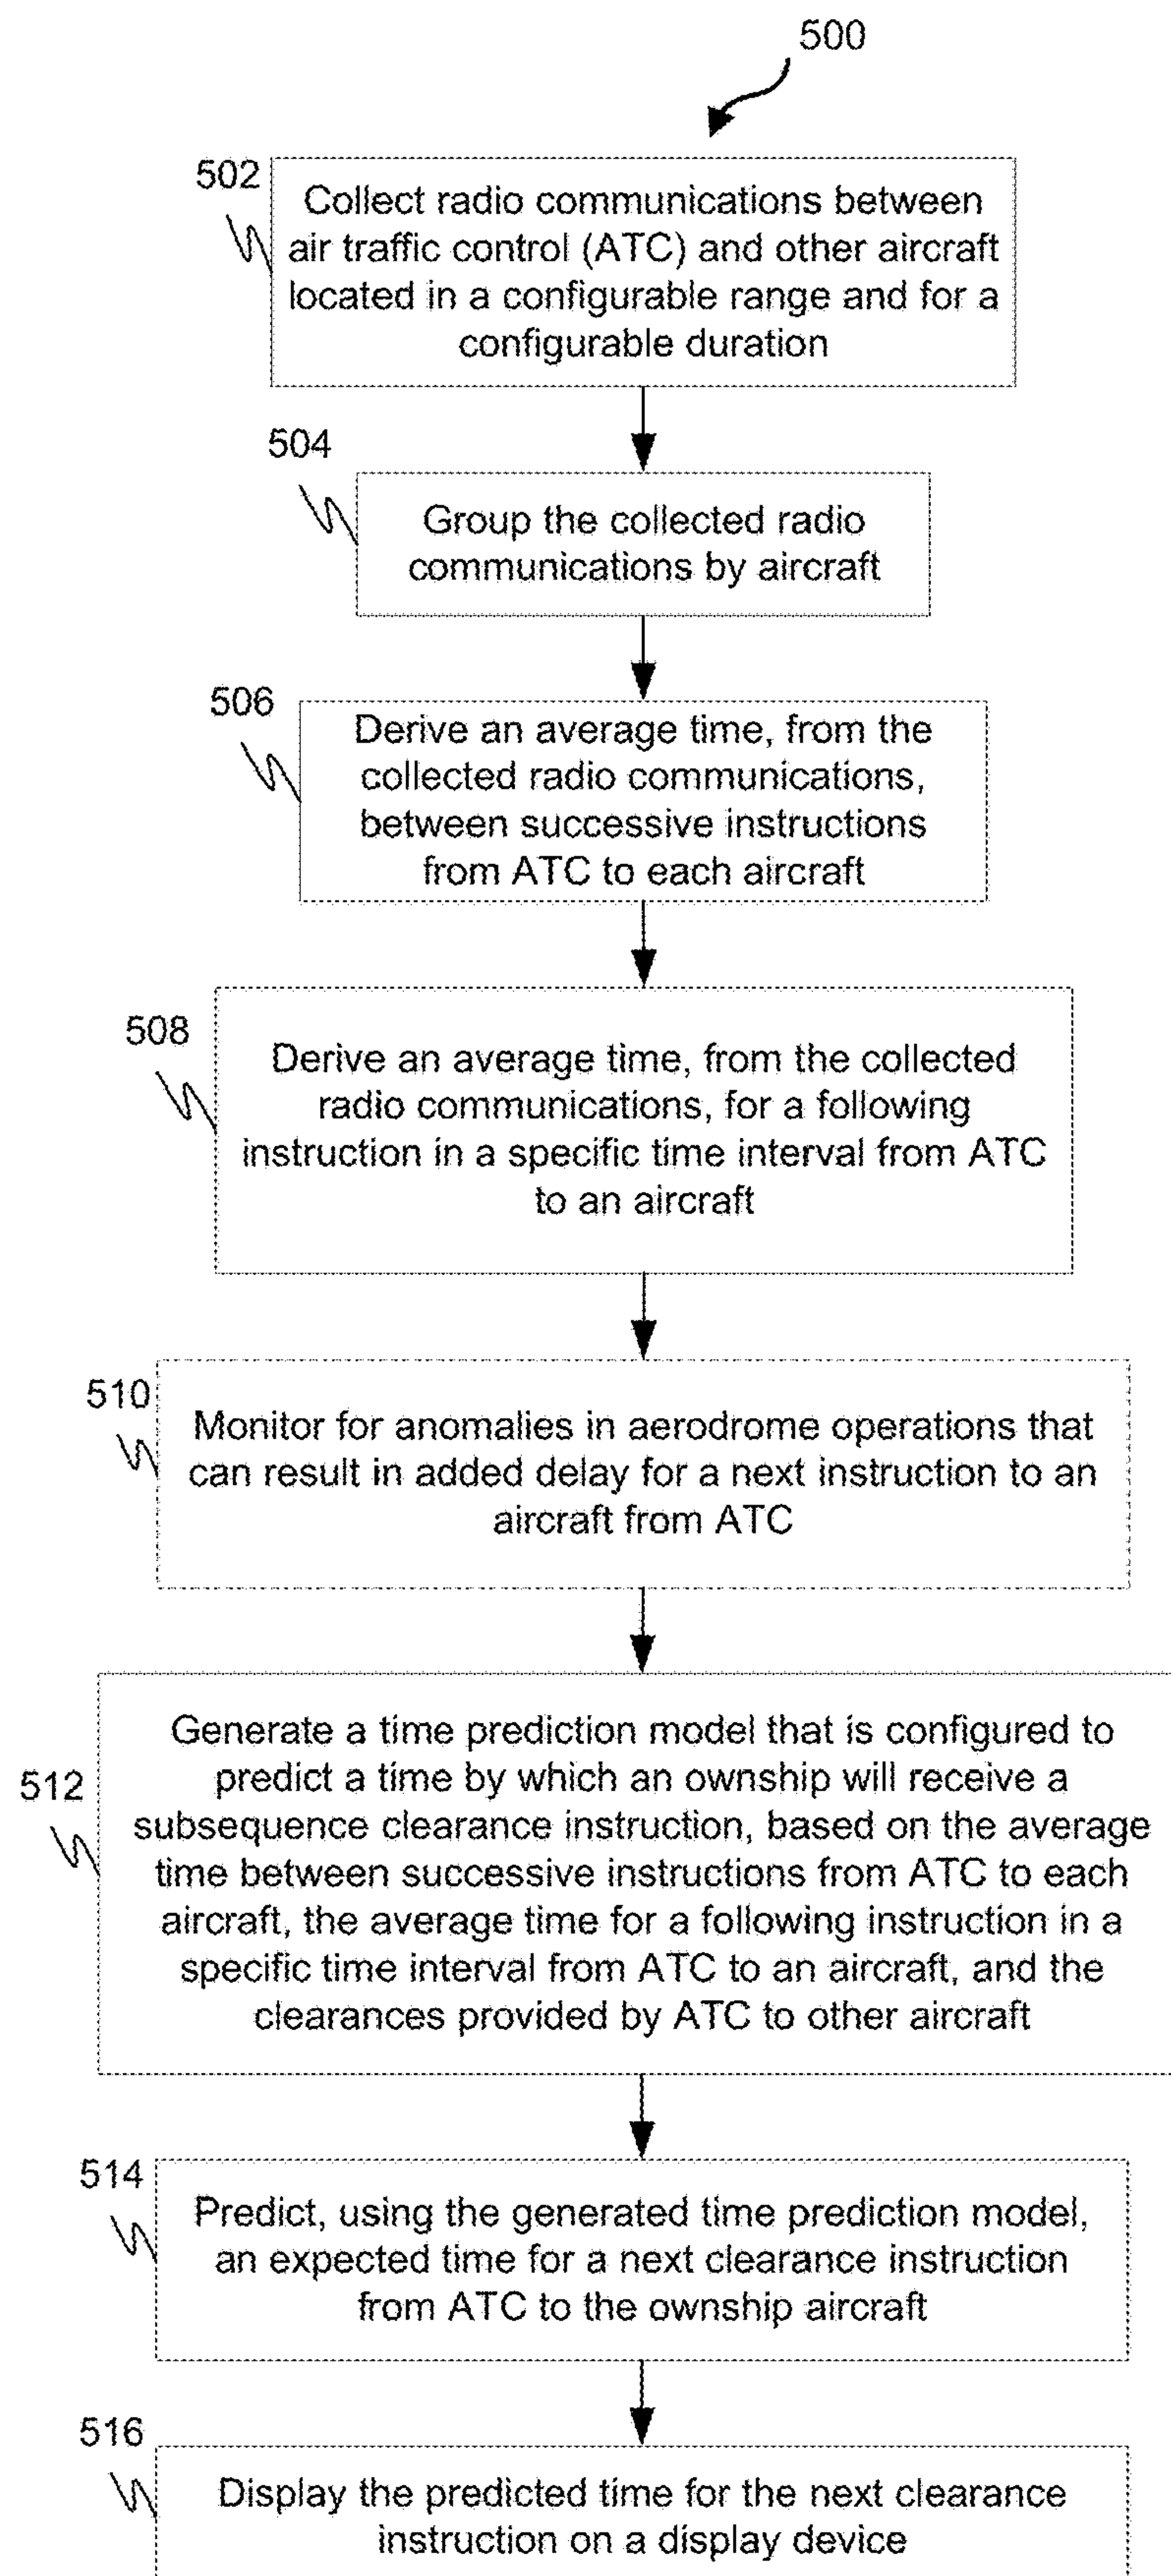 500
502
Collect radio communications between
air traffic control (ATC) and other aircraft
located in a configurable range and for a
configurable duration
504
Group the collected radio
communications by aircraft
506
Derive an average time, from the
collected radio communications,
between successive instructions
from ATC to each aircraft
508
Derive an average time, from the collected
radio communications, for a following
instruction in a specific time interval from ATC
to an aircraft
510
Monitor for anomalies in aerodrome operations that
can result in added delay for a next instruction to an
aircraft from ATC
512
Generate a time prediction model that is configured to
predict a time by which an ownship will receive a
subsequence clearance instruction, based on the average
time between successive instructions from ATC to each
aircraft, the average time for a following instruction in a
specific time interval from ATC to an aircraft, and the
clearances provided by ATC to other aircraft
514
Predict, using the generated time prediction model,
an expected time for a next clearance instruction
from ATC to the ownship aircraft
516
Display the predicted time for the next clearance
instruction on a display device